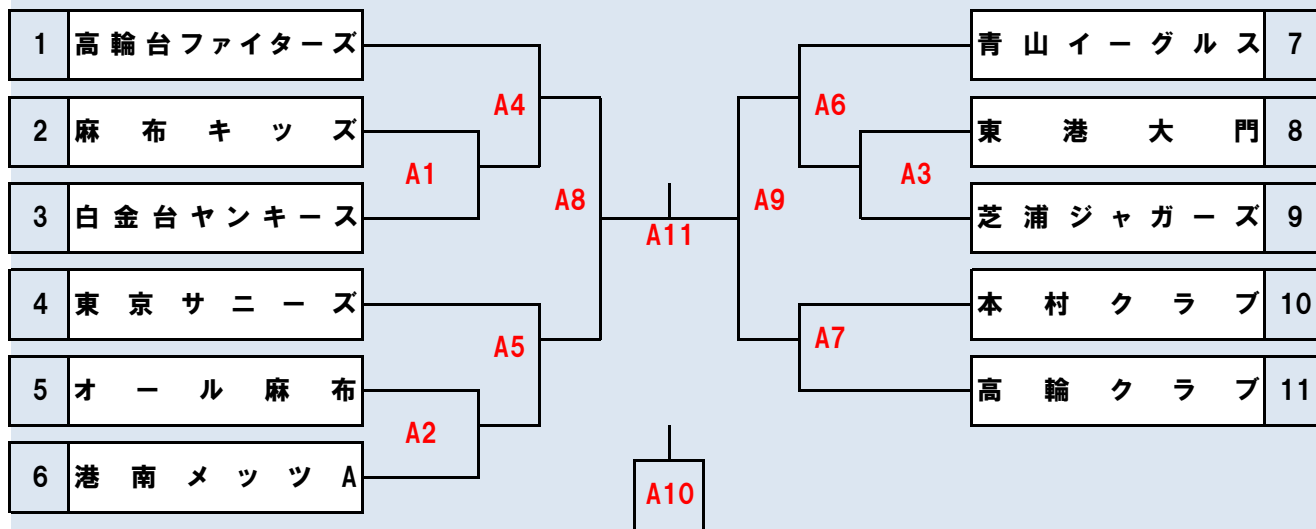 1 高輪台ファイターズ
2 麻布キッズ
3 白金台ヤンキース
4 東京サニーズ
5 オール麻布
6 港南メッツA
A4
A1
A8
A5
A2
A11
A10
A9
A6
A3
A7
青山イーグルス 7
東港大門 8
芝浦ジャガーズ 9
本村クラブ 10
高輪クラブ 11